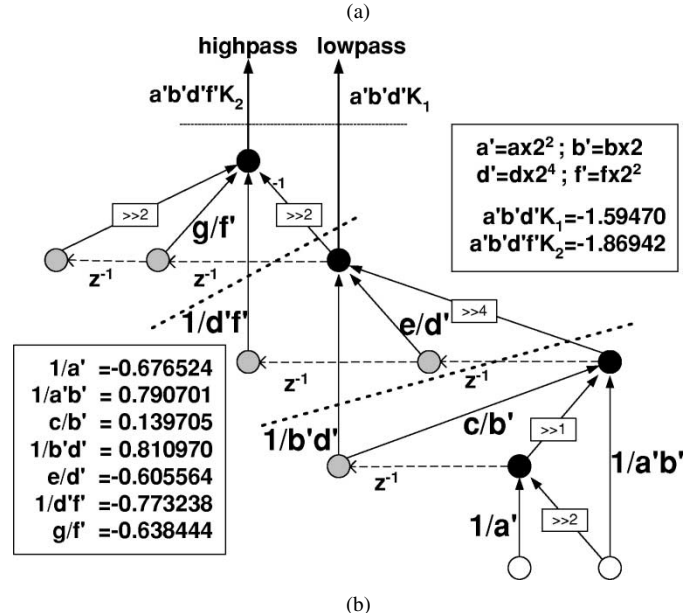 (a)
highpass lowpass
a'b'd'f'K₂ a'b'd'K₁
a'=ax2² ; b'=bx2
d'=dx2⁴ ; f'=fx2²
a'b'd'K₁=-1.59470
a'b'd'f'K₂=-1.86942
-1
>>2 >>2
g/f'
z⁻¹ z⁻¹
1/d'f' e/d' >>4
z⁻¹ z⁻¹
1/a' =-0.676524
1/a'b' =0.790701
c/b' =0.139705
1/b'd' =0.810970
e/d' =-0.605564
1/d'f' =-0.773238
g/f' =-0.638444
1/b'd' c/b' >>1
1/a'b'
z⁻¹
1/a' >>2
(b)